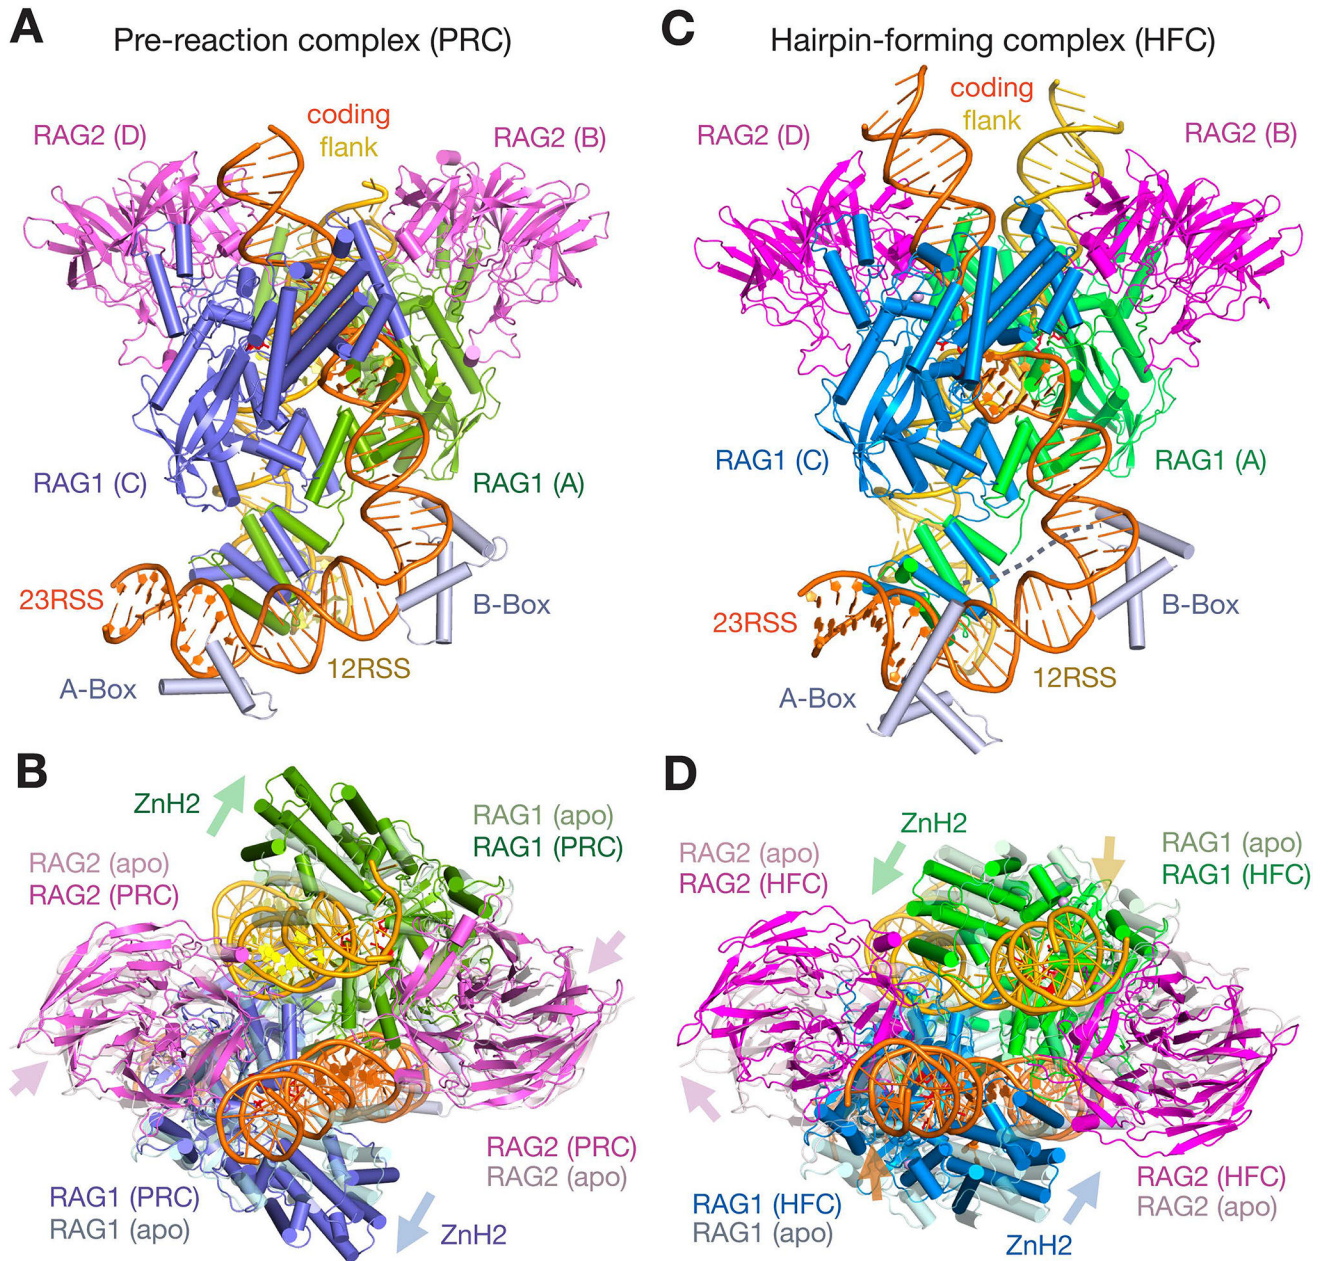 A
Pre-reaction complex (PRC)
coding
flank
RAG2 (D)
RAG2 (B)
RAG1 (C)
RAG1 (A)
23RSS
B-Box
12RSS
A-Box
C
Hairpin-forming complex (HFC)
coding
flank
RAG2 (D)
RAG2 (B)
RAG1 (C)
RAG1 (A)
23RSS
B-Box
12RSS
A-Box
B
ZnH2
RAG1 (apo)
RAG1 (PRC)
RAG2 (apo)
RAG2 (PRC)
RAG2 (PRC)
RAG2 (apo)
RAG1 (PRC)
RAG1 (apo)
ZnH2
D
ZnH2
RAG1 (apo)
RAG1 (HFC)
RAG2 (apo)
RAG2 (HFC)
RAG2 (HFC)
RAG2 (apo)
RAG1 (HFC)
RAG1 (apo)
ZnH2